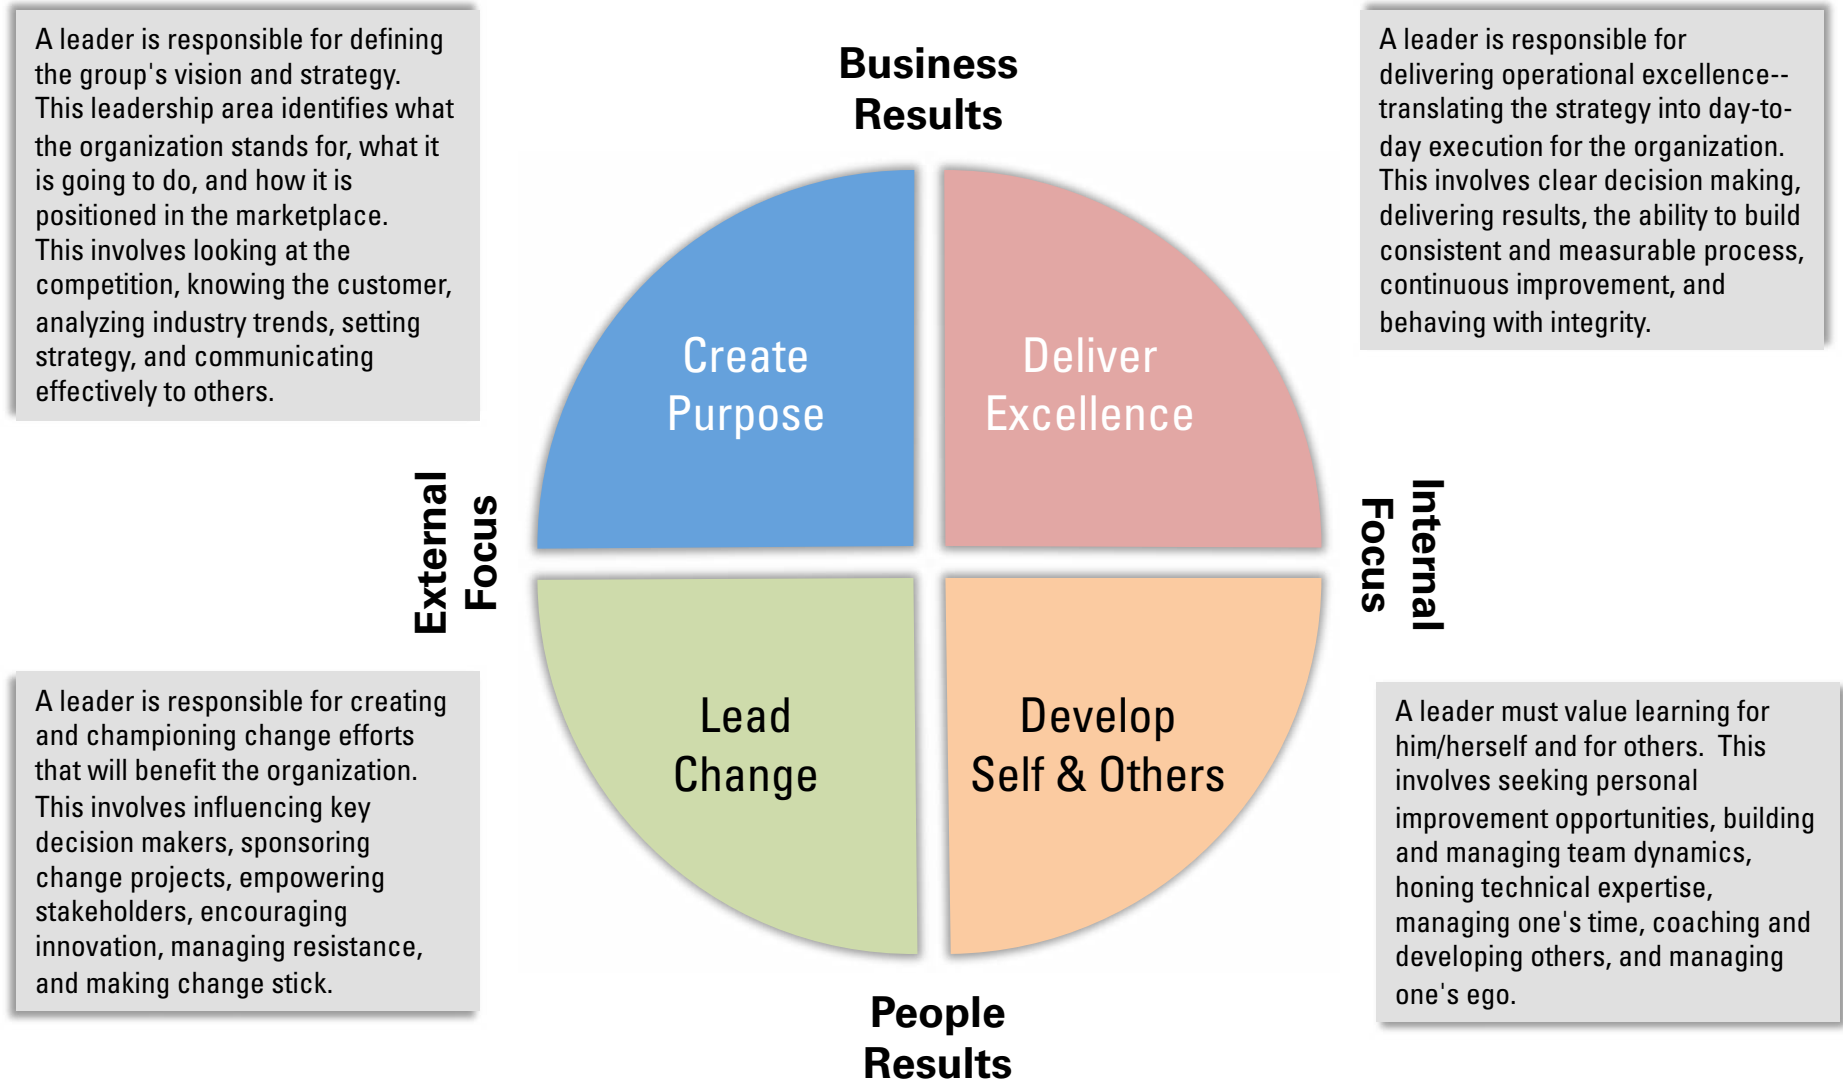 A leader is responsible for defining
the group's vision and strategy.
This leadership area identifies what
the organization stands for, what it
is going to do, and how it is
positioned in the marketplace.
This involves looking at the
competition, knowing the customer,
analyzing industry trends, setting
strategy, and communicating
effectively to others.
Business
Results
A leader is responsible for
delivering operational excellence--
translating the strategy into day-to-
day execution for the organization.
This involves clear decision making,
delivering results, the ability to build
consistent and measurable process,
continuous improvement, and
behaving with integrity.
Create
Purpose
Deliver
Excellence
External
Focus
Internal
Focus
Lead
Change
Develop
Self & Others
A leader is responsible for creating
and championing change efforts
that will benefit the organization.
This involves influencing key
decision makers, sponsoring
change projects, empowering
stakeholders, encouraging
innovation, managing resistance,
and making change stick.
A leader must value learning for
him/herself and for others.  This
involves seeking personal
improvement opportunities, building
and managing team dynamics,
honing technical expertise,
managing one's time, coaching and
developing others, and managing
one's ego.
People
Results